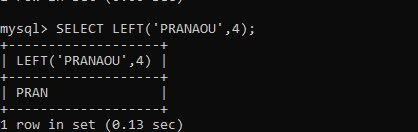 1 row in set (0.00 sec)
mysql> SELECT LEFT('PRANAOU',4);
+-------------------+
| LEFT('PRANAOU',4) |
+-------------------+
| PRAN              |
+-------------------+
1 row in set (0.13 sec)